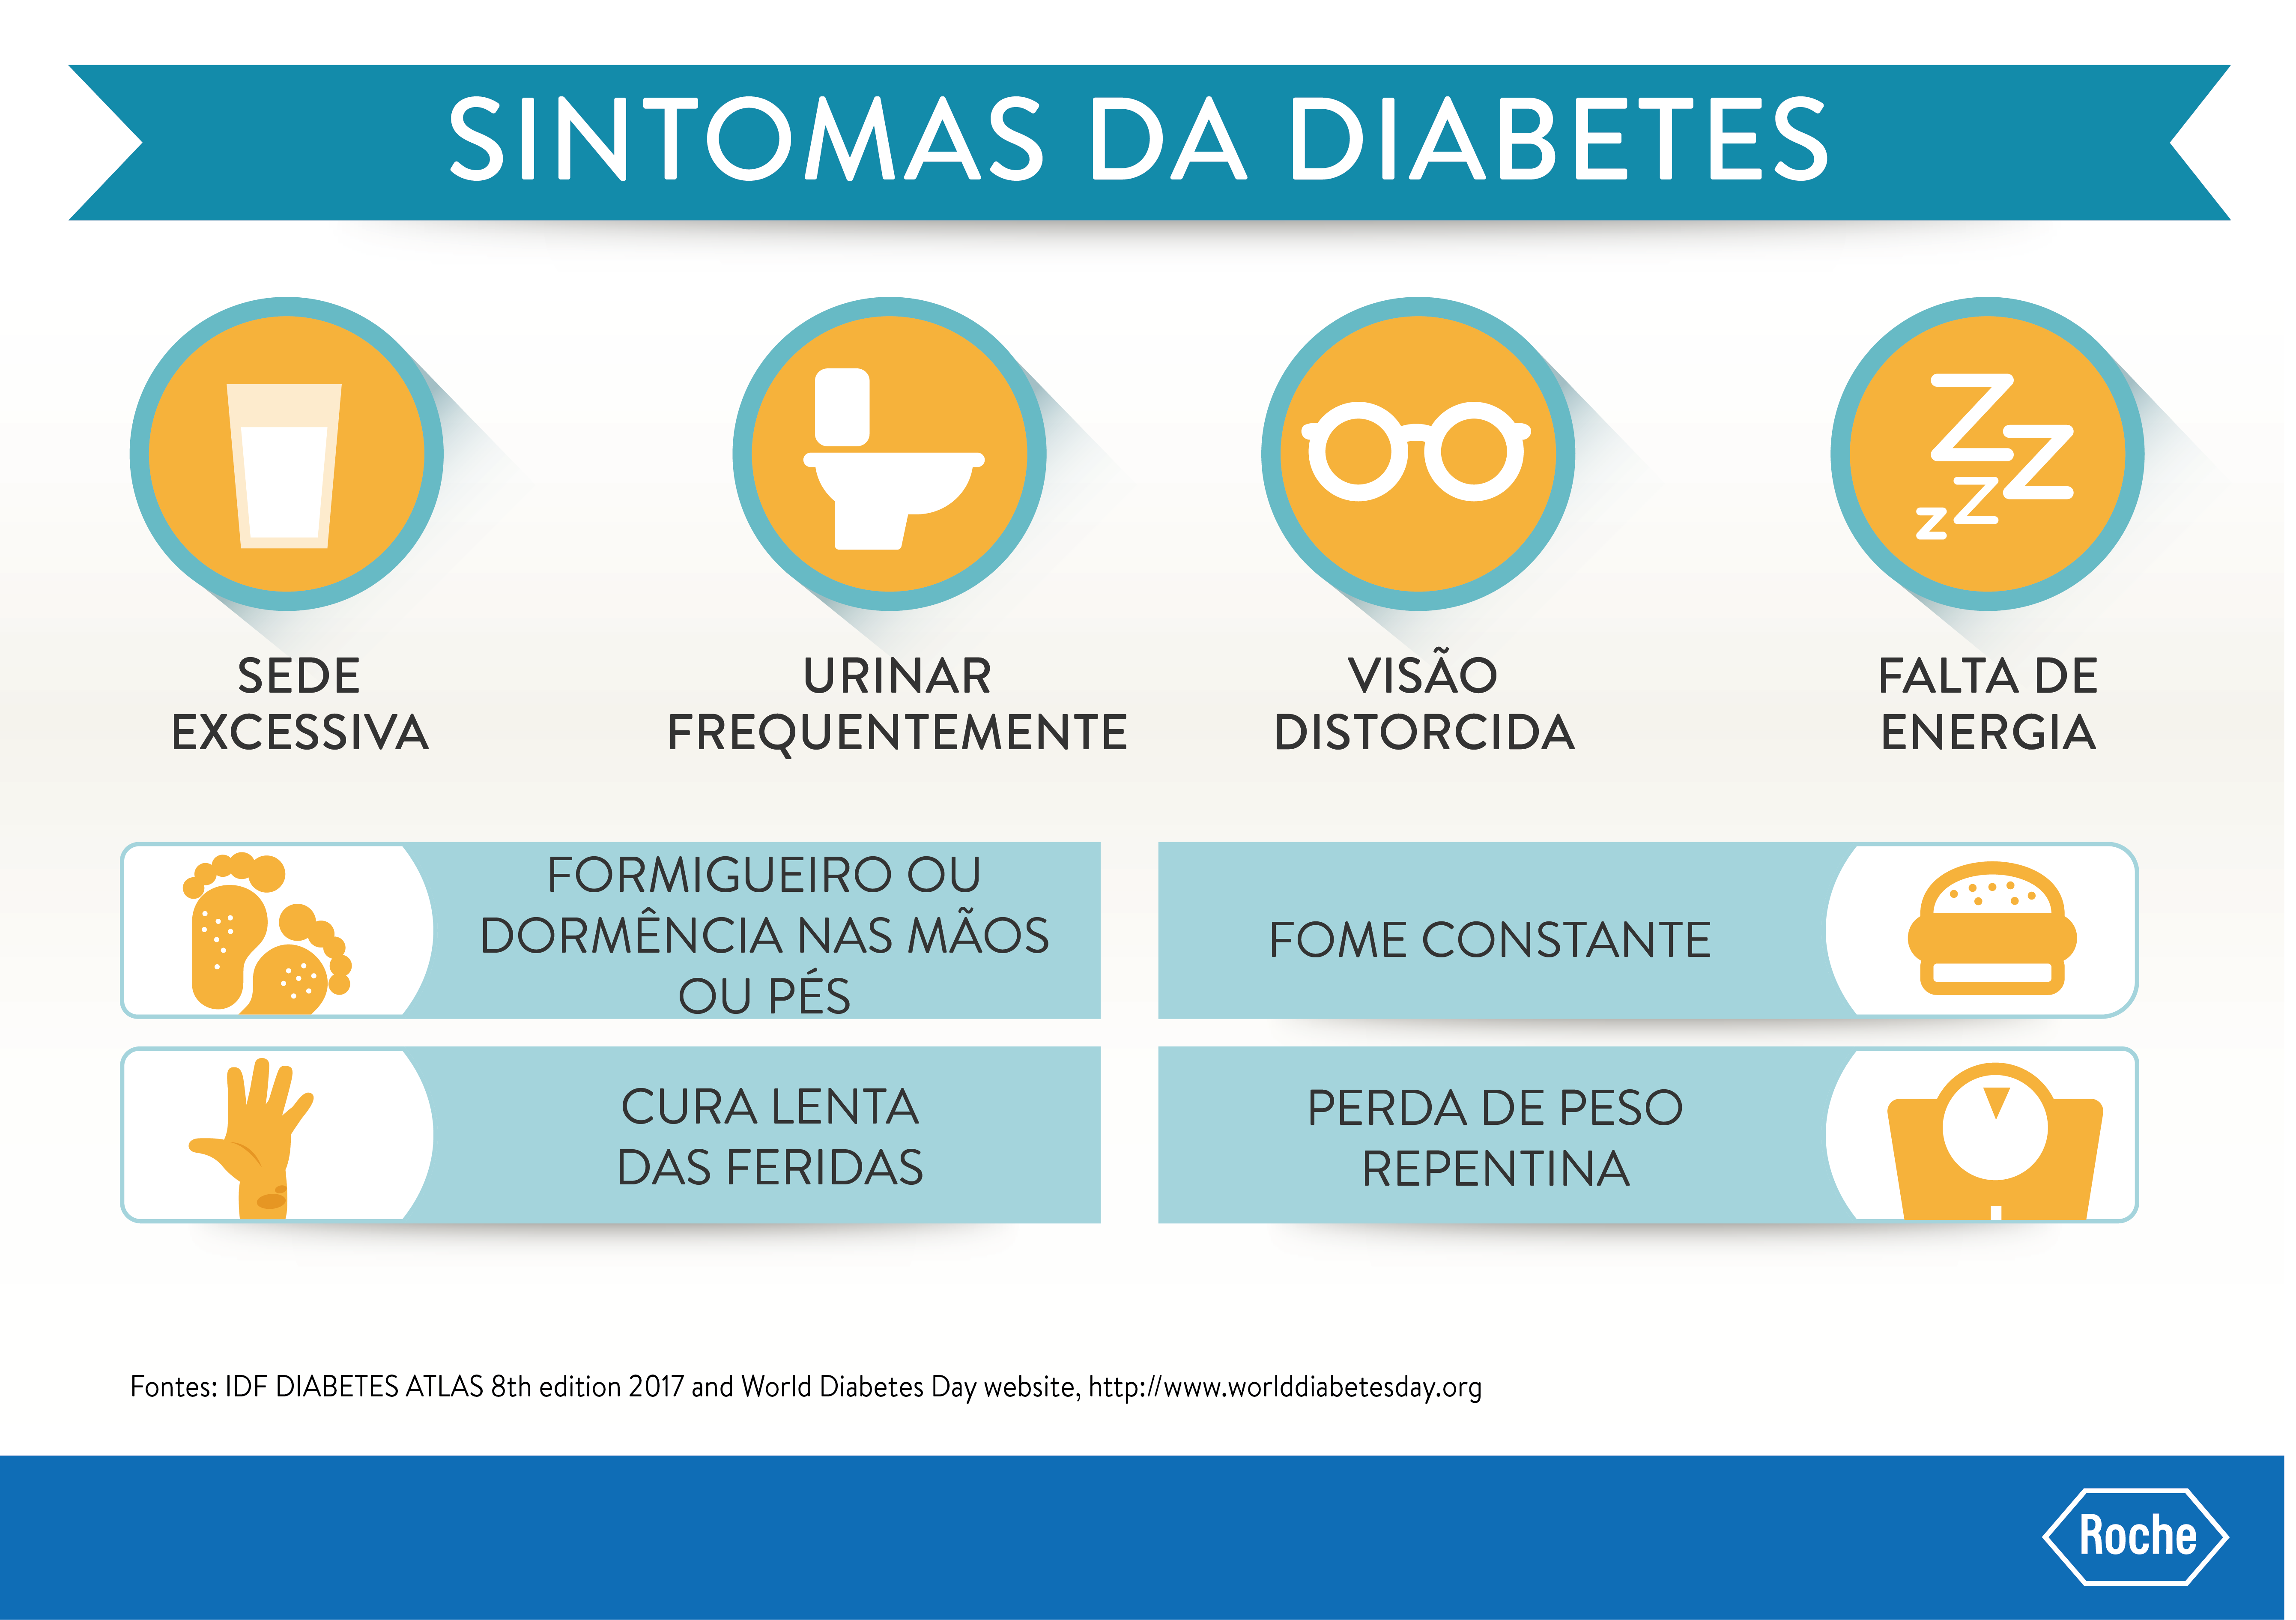 SINTOMAS DA DIABETES
SEDE
EXCESSIVA
URINAR
FREQUENTEMENTE
VISÃO
DISTORCIDA
FALTA DE
ENERGIA
FORMIGUEIRO OU
DORMÊNCIA NAS MÃOS
OU PÉS
FOME CONSTANTE
CURA LENTA
DAS FERIDAS
PERDA DE PESO
REPENTINA
Fontes: IDF DIABETES ATLAS 8th edition 2017 and World Diabetes Day website, http://www.worlddiabetesday.org
Roche